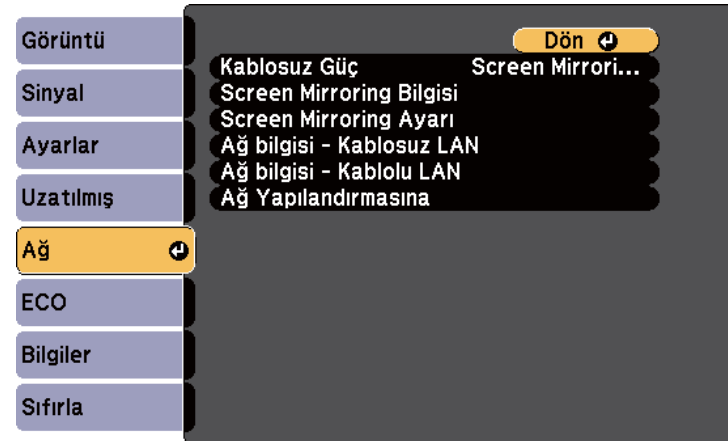 Görüntü
Sinyal
Ayarlar
Uzatılmış
Ağ
ECO
Bilgiler
Sıfırla
Dön
Kablosuz Güç Screen Mirrori...
Screen Mirroring Bilgisi
Screen Mirroring Ayarı
Ağ bilgisi - Kablosuz LAN
Ağ bilgisi - Kablolu LAN
Ağ Yapılandırmasına